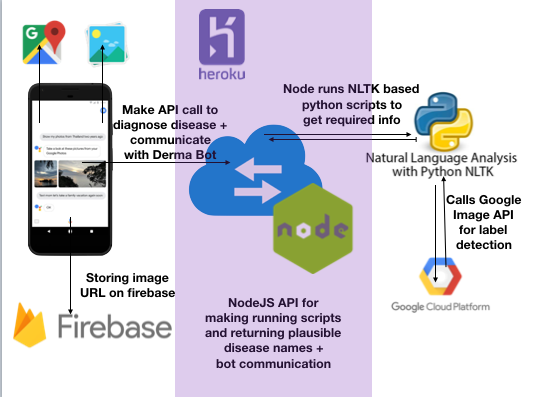 heroku
Make API call to
diagnose disease +
communicate
with Derma Bot
Node runs NLTK based
python scripts to
get required info
Natural Language Analysis
with Python NLTK
node
Calls Google
Image API
for label
detection
Google Cloud Platform
Storing image
URL on firebase
Firebase
NodeJS API for
making running scripts
and returning plausible
disease names +
bot communication